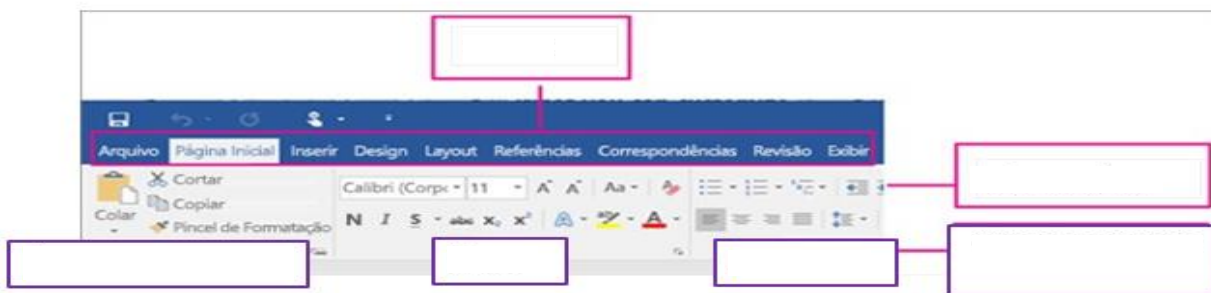 Arquivo Página Inicial Inserir Design Layout Referências Correspondências Revisão Exibir
Cortar
Calibri (Corpo 11 A A Aa
Copiar
Colar
Pincel de Formatação
N I S abc x₂ x² A A